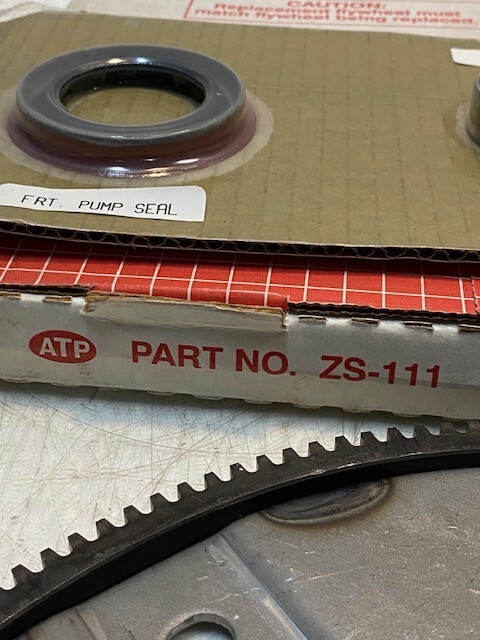 CAUTION:
Replacement flywheel must
match flywheel being replaced.
FRT. PUMP SEAL
ATP PART NO. ZS-111